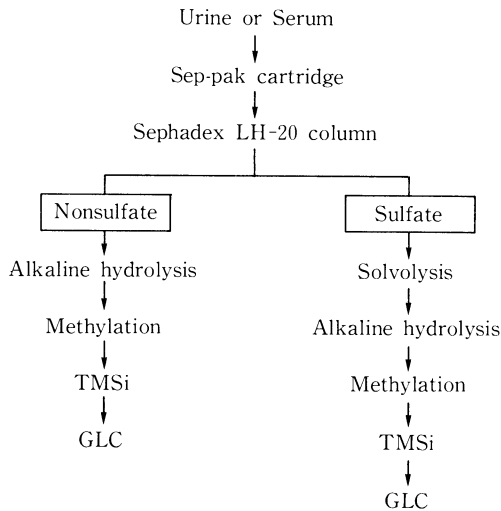 Urine or Serum
Sep-pak cartridge
Sephadex LH-20 column
Nonsulfate
Alkaline hydrolysis
Methylation
TMSi
GLC
Sulfate
Solvolysis
Alkaline hydrolysis
Methylation
TMSi
GLC